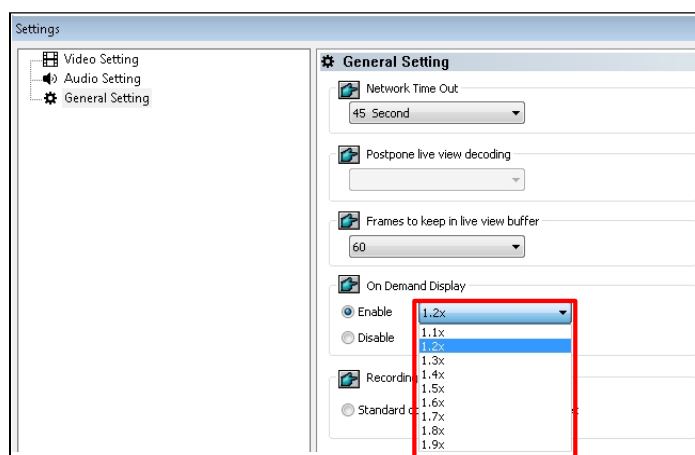 Settings
Video Setting
Audio Setting
General Setting
General Setting
Network Time Out
45 Second
Postpone live view decoding
Frames to keep in live view buffer
60
On Demand Display
Enable
1.2x
Disable
1.1x
1.2x
1.3x
1.4x
1.5x
1.6x
1.7x
1.8x
1.9x
Recording
Standard